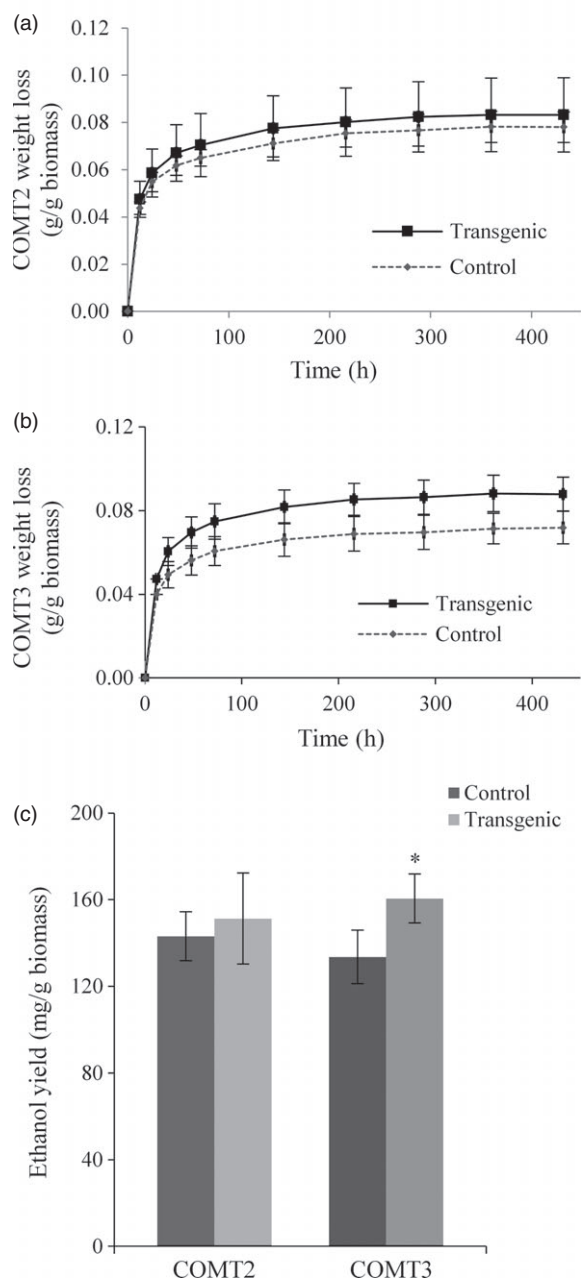 (a)
COMT2 weight loss
(g/g biomass)
0.12
0.10
0.08
0.06
0.04
0.02
0.00
Transgenic
Control
0
100
200
300
400
Time (h)
(b)
COMT3 weight loss
(g/g biomass)
0.12
0.08
0.04
0.00
Transgenic
Control
0
100
200
300
400
Time (h)
(c)
Control
Transgenic
Ethanol yield (mg/g biomass)
200
160
120
80
40
0
*
COMT2
COMT3